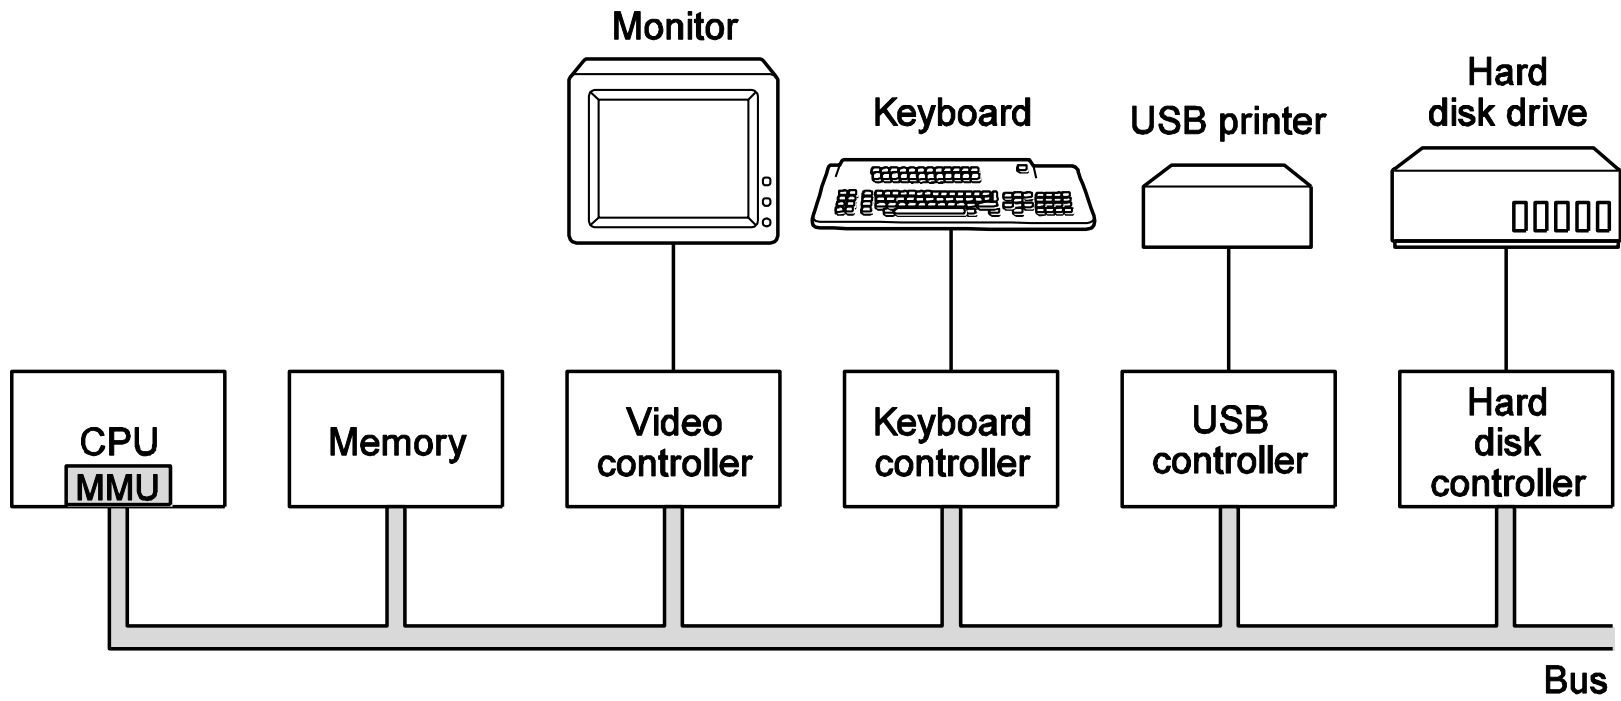 Monitor
Keyboard
USB printer
Hard
disk drive
CPU
MMU
Memory
Video
controller
Keyboard
controller
USB
controller
Hard
disk
controller
Bus